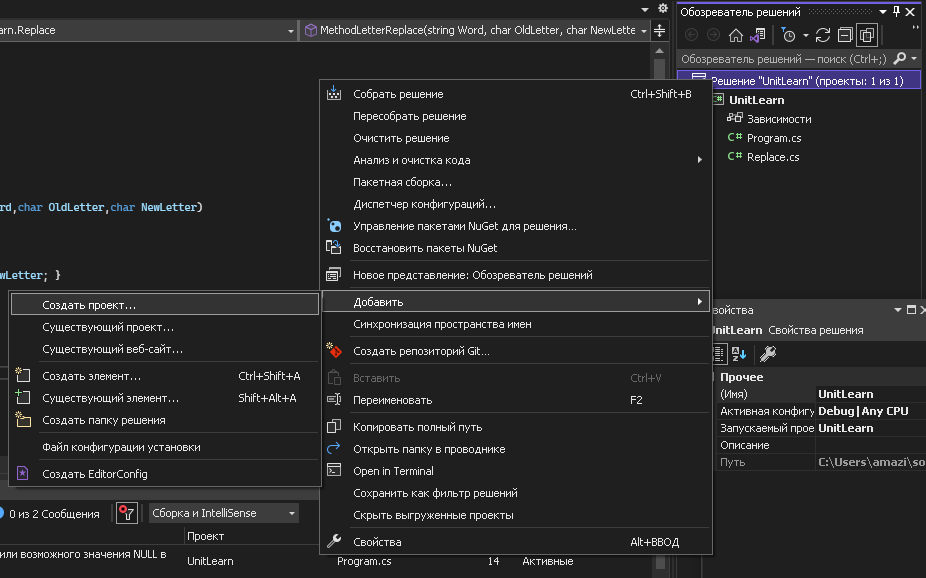 arn.Replace
MethodLetterReplace(string Word, char OldLetter, char NewLette
Обозреватель решений
Обозреватель решений — поиск (Ctrl+;)
Решение "UnitLearn" (проекты: 1 из 1)
UnitLearn
Зависимости
C# Program.cs
C# Replace.cs
rd,char OldLetter,char NewLetter)
wLetter; }
Собрать решение Ctrl+Shift+B
Пересобрать решение
Очистить решение
Анализ и очистка кода
Пакетная сборка...
Диспетчер конфигураций...
Управление пакетами NuGet для решения...
Восстановить пакеты NuGet
Новое представление: Обозреватель решений
Добавить
Синхронизация пространства имен
Создать репозиторий Git...
Вставить Ctrl+V
Переименовать F2
Копировать полный путь
Открыть папку в проводнике
Open in Terminal
Сохранить как фильтр решений
Скрыть выгруженные проекты
Свойства Alt+ВВОД
Создать проект...
Существующий проект...
Существующий веб-сайт...
Создать элемент... Ctrl+Shift+A
Существующий элемент... Shift+Alt+A
Создать папку решения
Файл конфигурации установки
Создать EditorConfig
войства
UnitLearn Свойства решения
Прочее
(Имя) UnitLearn
Активная конфигу Debug|Any CPU
Запускаемый прое UnitLearn
Описание
Путь C:\Users\amazi\so
0 из 2 Сообщения
Сборка и IntelliSense
Проект
или возможного значения NULL в
UnitLearn Program.cs 14 Активные